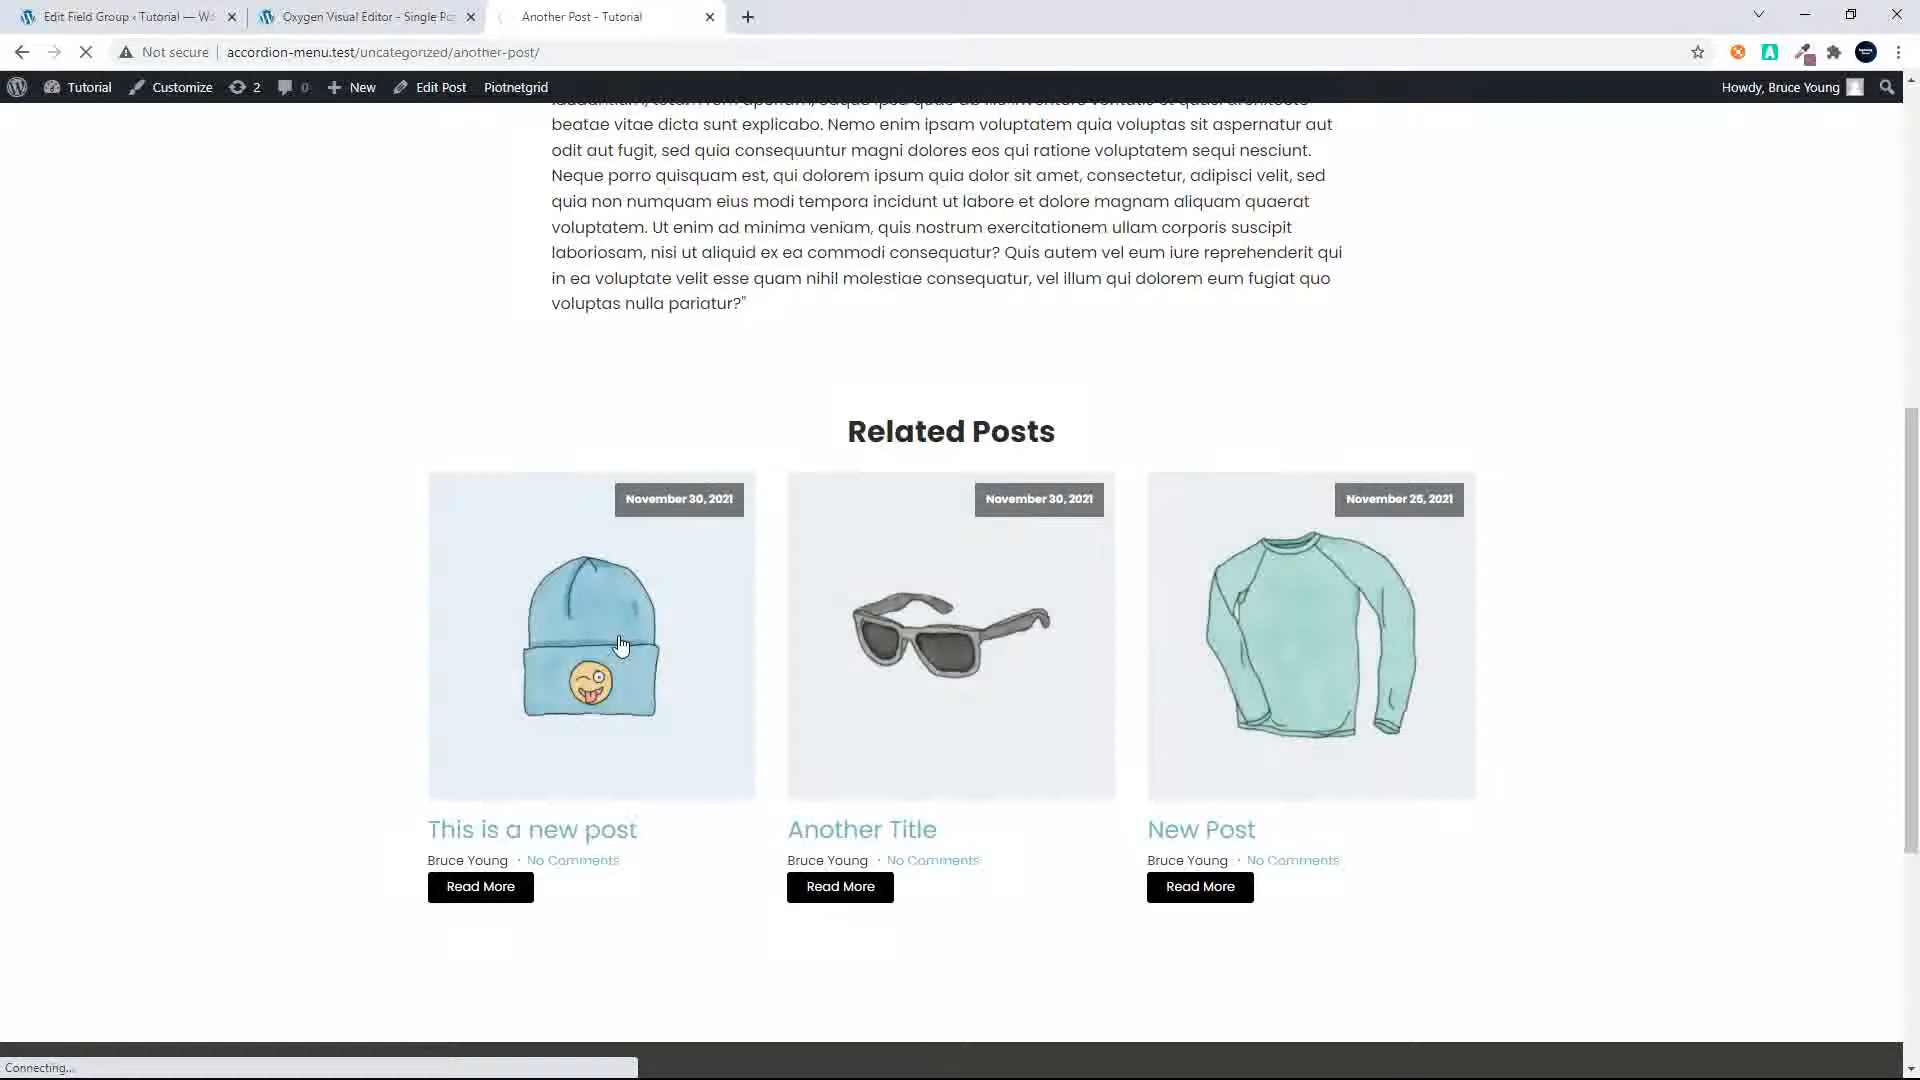 Edit Field Group ‹ Tutorial — W
Oxygen Visual Editor - Single Po
Another Post - Tutorial
Not secure
accordion-menu.test/uncategorized/another-post/
Tutorial
Customize
2
0
New
Edit Post
Piotnetgrid
Howdy, Bruce Young
beatae vitae dicta sunt explicabo. Nemo enim ipsam voluptatem quia voluptas sit aspernatur aut
odit aut fugit, sed quia consequuntur magni dolores eos qui ratione voluptatem sequi nesciunt.
Neque porro quisquam est, qui dolorem ipsum quia dolor sit amet, consectetur, adipisci velit, sed
quia non numquam eius modi tempora incidunt ut labore et dolore magnam aliquam quaerat
voluptatem. Ut enim ad minima veniam, quis nostrum exercitationem ullam corporis suscipit
laboriosam, nisi ut aliquid ex ea commodi consequatur? Quis autem vel eum iure reprehenderit qui
in ea voluptate velit esse quam nihil molestiae consequatur, vel illum qui dolorem eum fugiat quo
voluptas nulla pariatur?"
Related Posts
November 30, 2021
November 30, 2021
November 25, 2021
This is a new post
Another Title
New Post
Bruce Young · No Comments
Bruce Young · No Comments
Bruce Young · No Comments
Read More
Read More
Read More
Connecting...